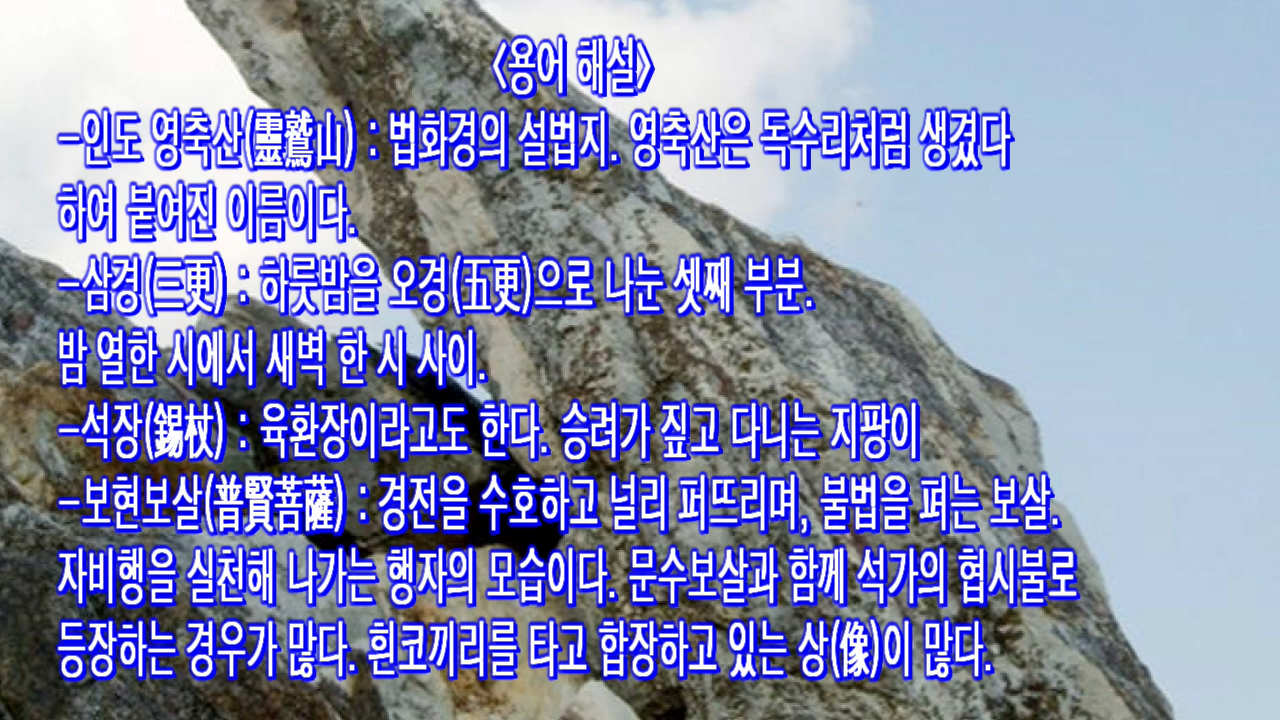 <용어 해설>
-인도 영축산(靈鷲山) : 법화경의 설법지. 영축산은 독수리처럼 생겼다
하여 붙여진 이름이다.
-삼경(三更) : 하룻밤을 오경(五更)으로 나눈 셋째 부분.
밤 열한 시에서 새벽 한 시 사이.
-석장(錫杖) : 육환장이라고도 한다. 승려가 짚고 다니는 지팡이
-보현보살(普賢菩薩) : 경전을 수호하고 널리 퍼뜨리며, 불법을 펴는 보살.
자비행을 실천해 나가는 행자의 모습이다. 문수보살과 함께 석가의 협시불로
등장하는 경우가 많다. 흰코끼리를 타고 합장하고 있는 상(像)이 많다.